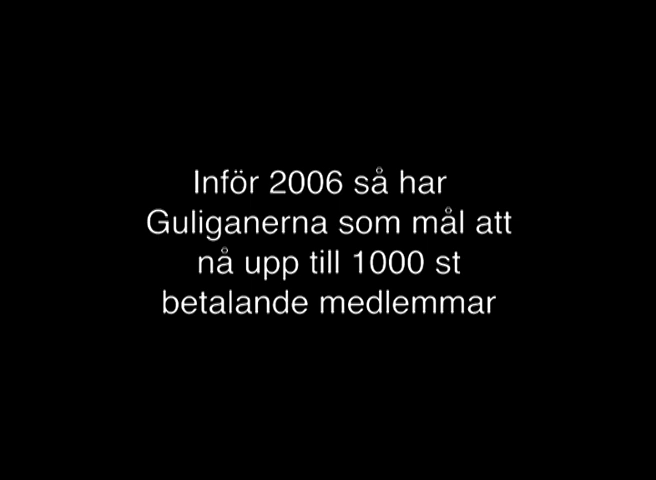 Inför 2006 så har
Guliganerna som mål att
nå upp till 1000 st
betalande medlemmar